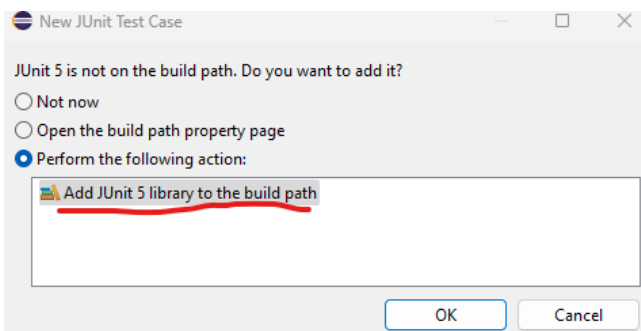 New JUnit Test Case
JUnit 5 is not on the build path. Do you want to add it?
Not now
Open the build path property page
Perform the following action:
Add JUnit 5 library to the build path
OK
Cancel